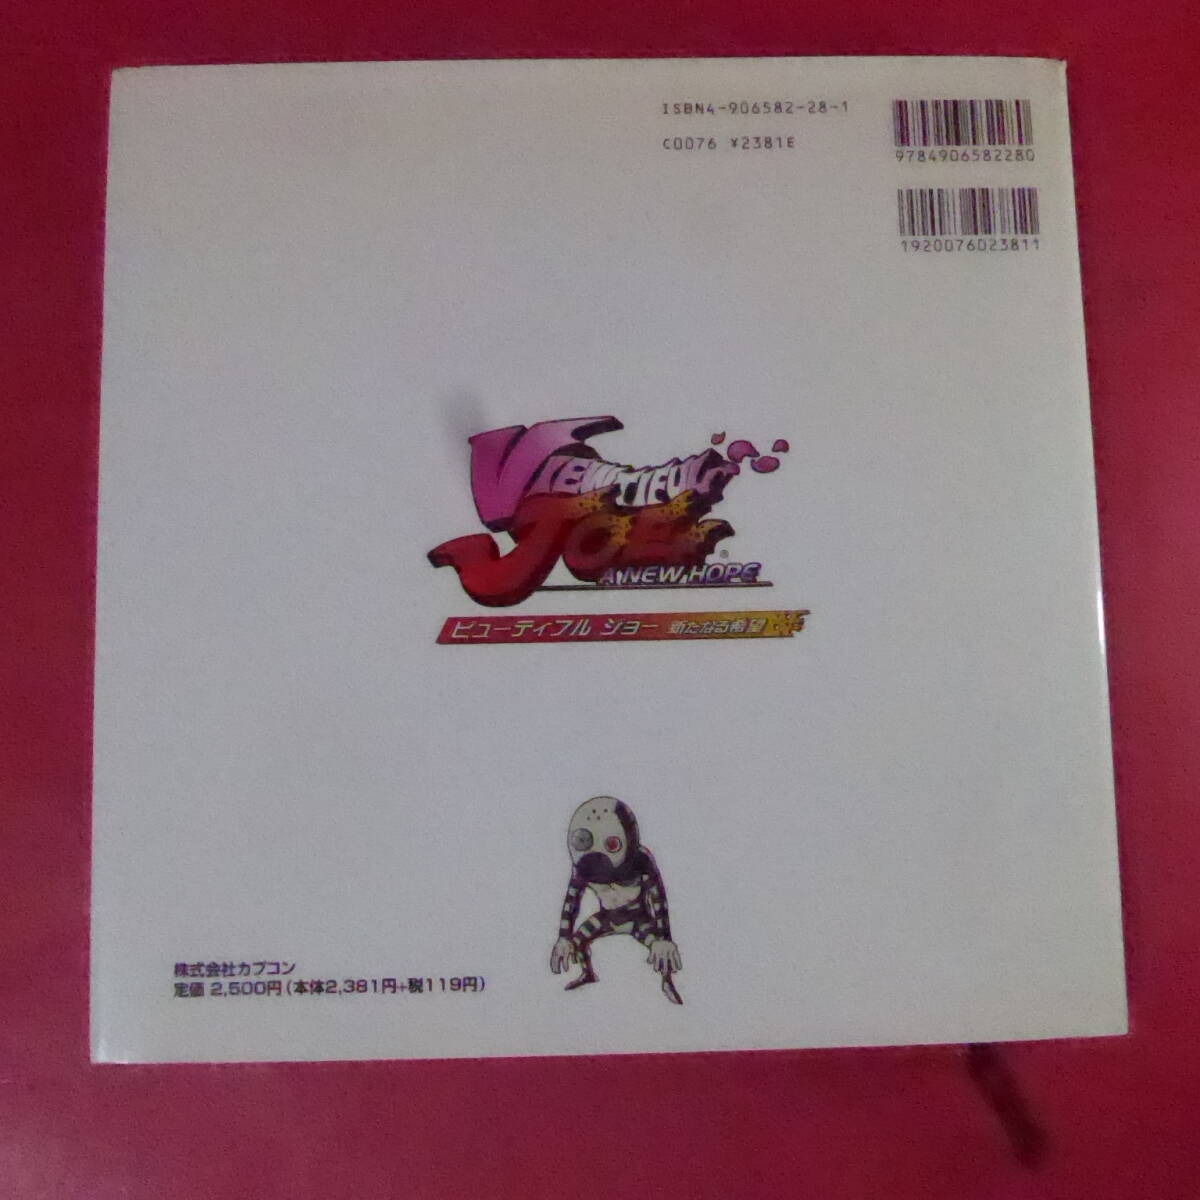 ISBN4-906582-28-1
C0076 ¥2381E
9784906582280
1920076023811
VIEWTIFUL
JOE®
A NEW HOPE
ビューティフル ジョー 新たなる希望
株式会社カプコン
定価 2,500円(本体2,381円+税119円)